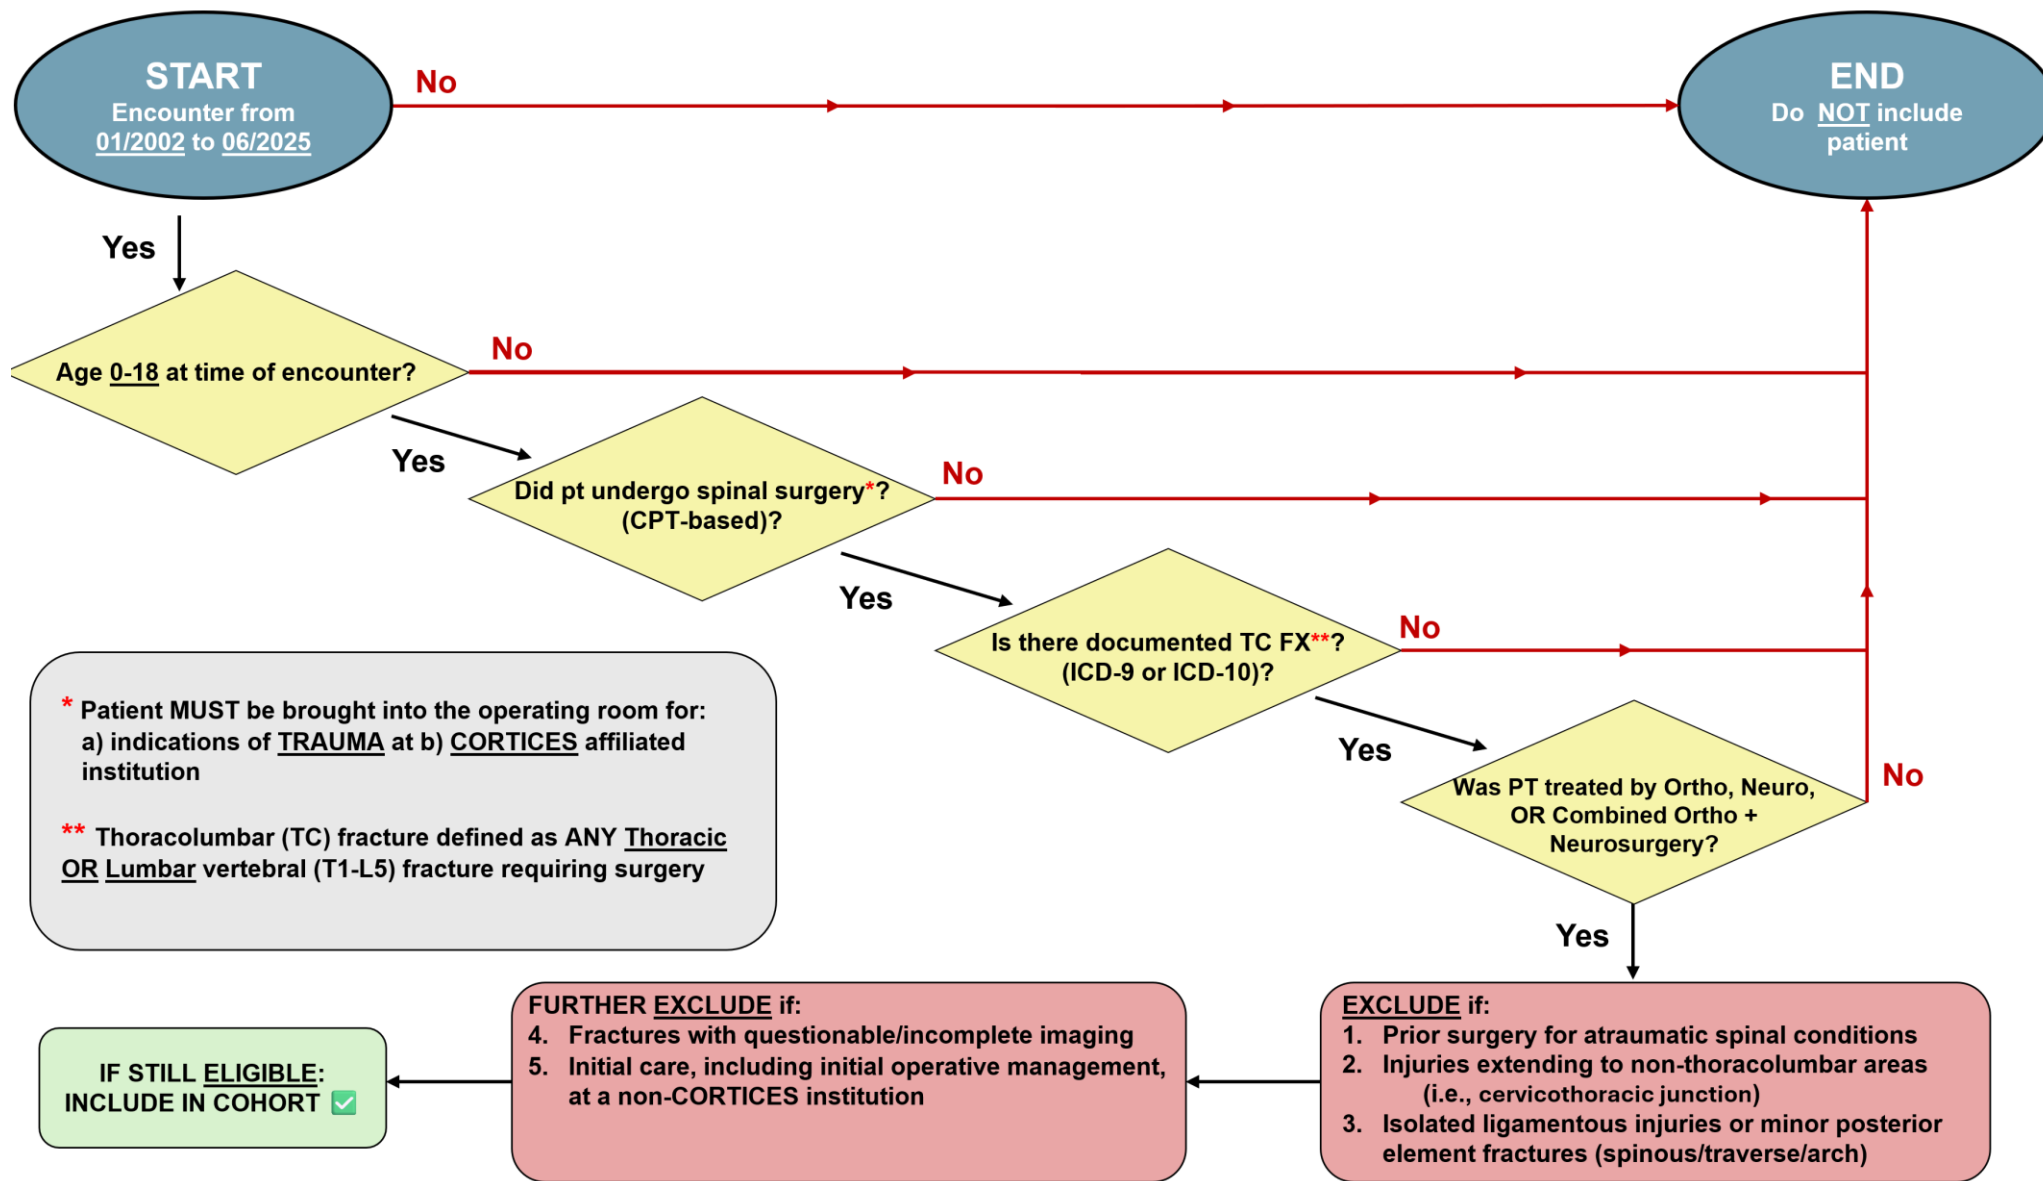 START
Encounter from
01/2002 to 06/2025
No
END
Do NOT include
patient
Yes
Age 0-18 at time of encounter?
No
Yes
Did pt undergo spinal surgery*?
(CPT-based)?
No
Yes
Is there documented TC FX**?
(ICD-9 or ICD-10)?
No
Yes
Was PT treated by Ortho, Neuro,
OR Combined Ortho +
Neurosurgery?
No
Yes
* Patient MUST be brought into the operating room for:
a) indications of TRAUMA at b) CORTICES affiliated
institution
** Thoracolumbar (TC) fracture defined as ANY Thoracic
OR Lumbar vertebral (T1-L5) fracture requiring surgery
EXCLUDE if:
1. Prior surgery for atraumatic spinal conditions
2. Injuries extending to non-thoracolumbar areas
(i.e., cervicothoracic junction)
3. Isolated ligamentous injuries or minor posterior
element fractures (spinous/traverse/arch)
FURTHER EXCLUDE if:
4. Fractures with questionable/incomplete imaging
5. Initial care, including initial operative management,
at a non-CORTICES institution
IF STILL ELIGIBLE:
INCLUDE IN COHORT ✅